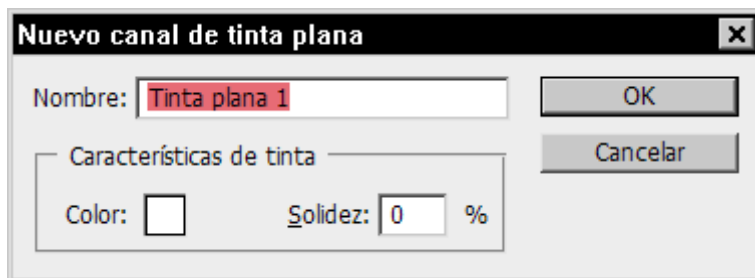 Nuevo canal de tinta plana
Nombre: Tinta plana 1
OK
Cancelar
Características de tinta
Color: Solidez: 0 %